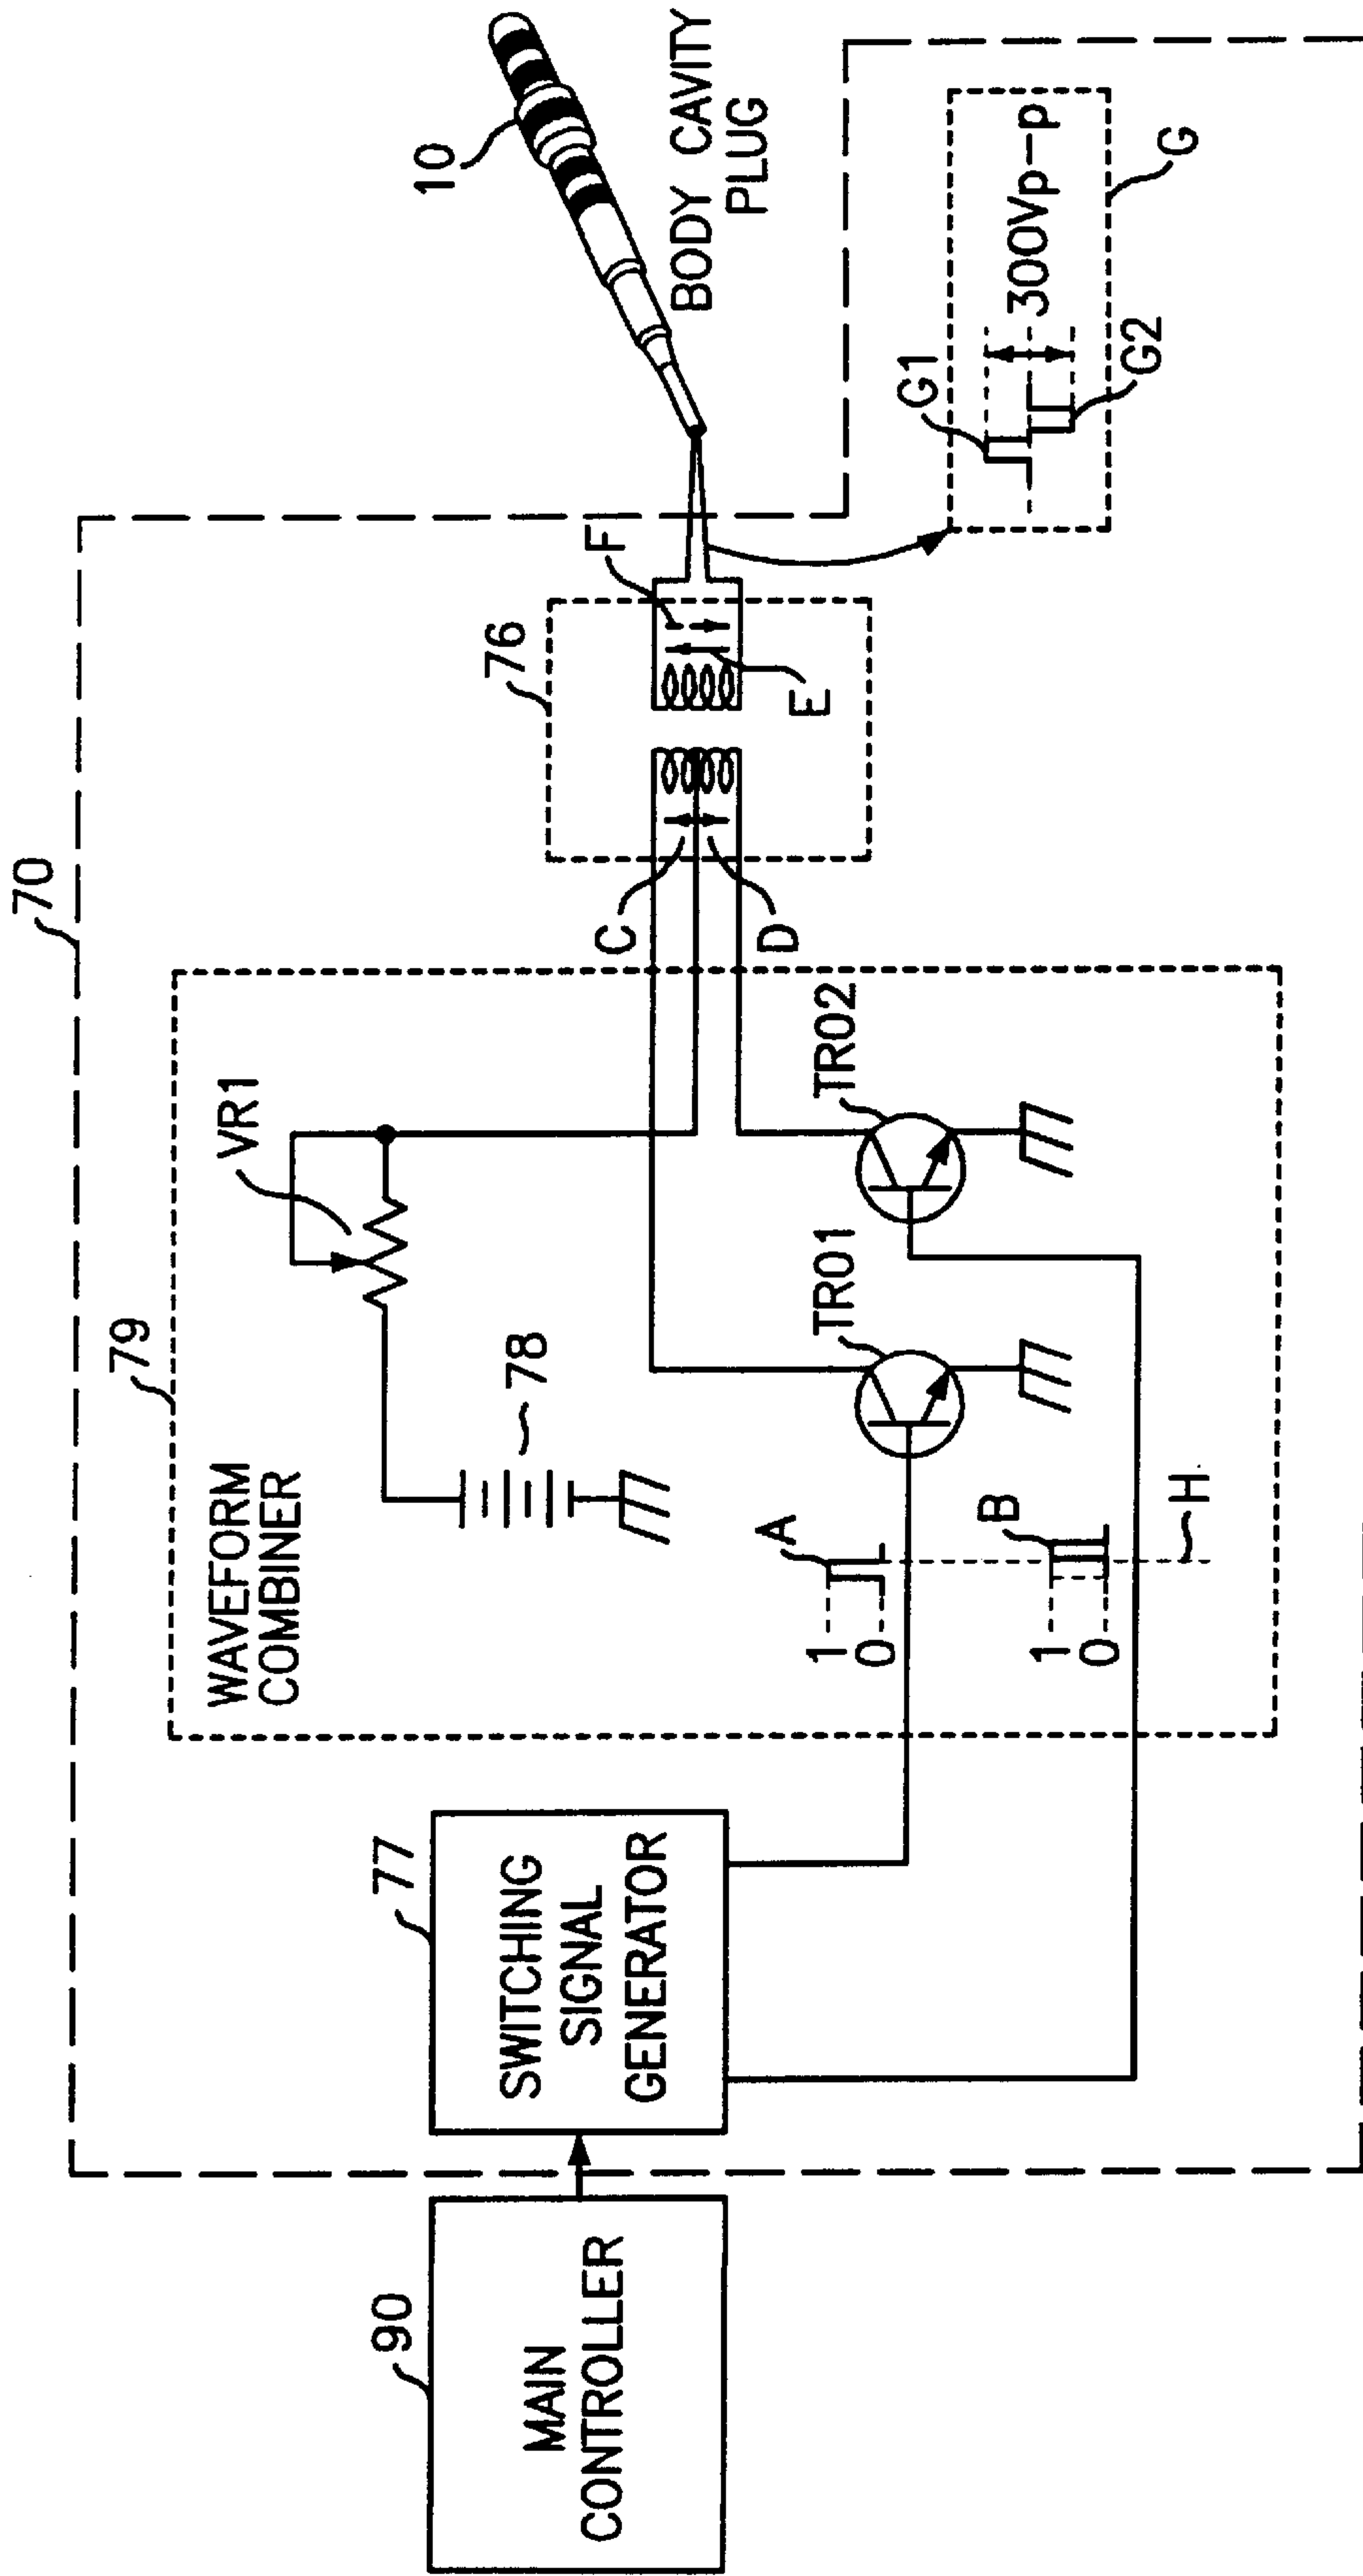 70
79
WAVEFORM
COMBINER
VR1
78
90
MAIN
CONTROLLER
77
SWITCHING
SIGNAL
GENERATOR
76
C
D
E
F
10
BODY CAVITY
PLUG
TR01
TR02
A
1
0
B
1
0
H
G1
300Vp-p
G2
G